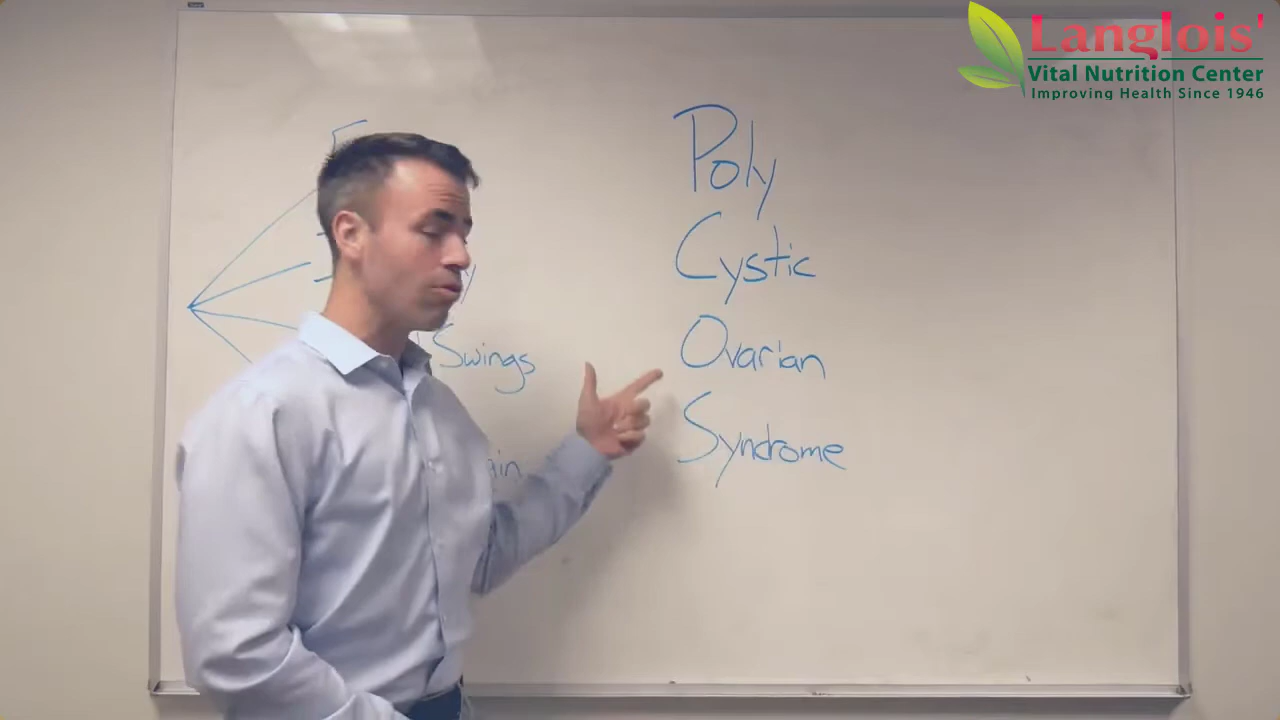 Langlois'
Vital Nutrition Center
Improving Health Since 1946
Poly
Cystic
Ovarian
Syndrome
Swings